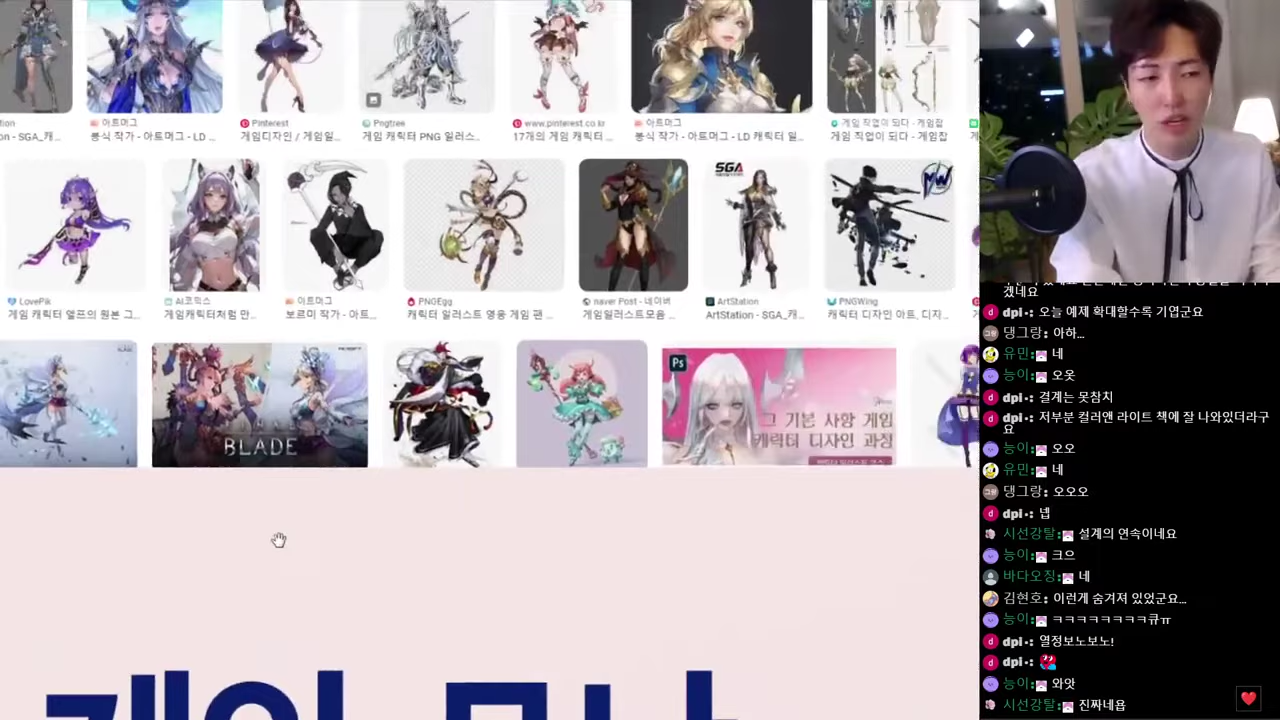 아트머그
Pinterest
Pngtree
www.pinterest.co.kr
아트머그
게임 직업이 되다 - 게임잡
봉식 작가 - 아트머그 - LD ...
게임디자인 / 게임일...
게임 캐릭터 PNG 일러스...
17개의 게임 캐릭터 ...
봉식 작가 - 아트머그 - LD 캐릭터 일...
게임 직업이 되다 - 게임잡
SGA
LovePik
AI코믹스
아트머그
PNGEgg
naver Post - 네이버
ArtStation
PNGWing
게임 캐릭터 엘프의 원본 그...
게임캐릭터처럼 만...
보르미 작가 - 아트...
캐릭터 일러스트 영웅 게임 팬 ...
게임일러스트모음 ...
ArtStation - SGA_캐...
캐릭터 디자인 아트, 디자...
BLADE
Ps
그 기본 사항 게임
캐릭터 디자인 과정
겠네요
dpi·: 오늘 예제 확대할수록 기엽군요
댕그랑: 아하...
유민: 네
능이: 오옷
dpi·: 결계는 못참치
dpi·: 저부분 컬러앤 라이트 책에 잘 나와있더라구
요
능이: 오오
유민: 네
댕그랑: 오오오
dpi·: 넵
시선강탈: 설계의 연속이네요
능이: 크으
바다오징: 네
김현호: 이런게 숨겨져 있었군요...
능이: ㅋㅋㅋㅋㅋㅋㅋㅋ큐ㅠ
dpi·: 열정보노보노!
dpi·:
능이: 와앗
시선강탈: 진짜네욥